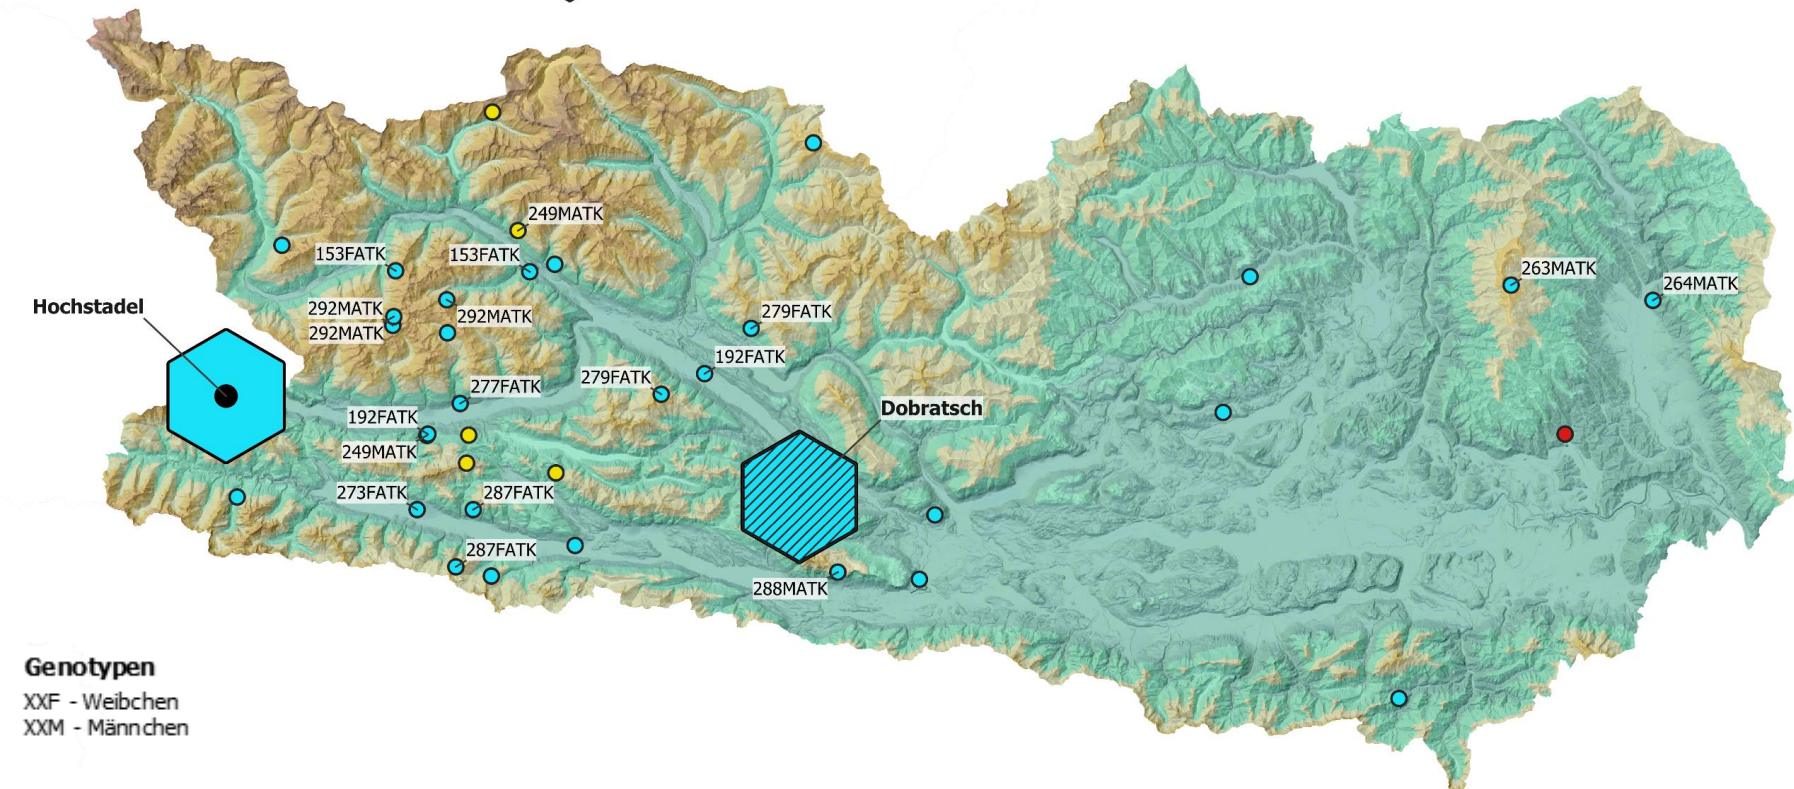 249MATK
153FATK
153FATK
263MATK
264MATK
Hochstadel
292MATK
279FATK
292MATK
292MATK
192FATK
279FATK
277FATK
Dobratsch
192FATK
249MATK
273FATK
287FATK
287FATK
288MATK
Genotypen
XXF - Weibchen
XXM - Männchen